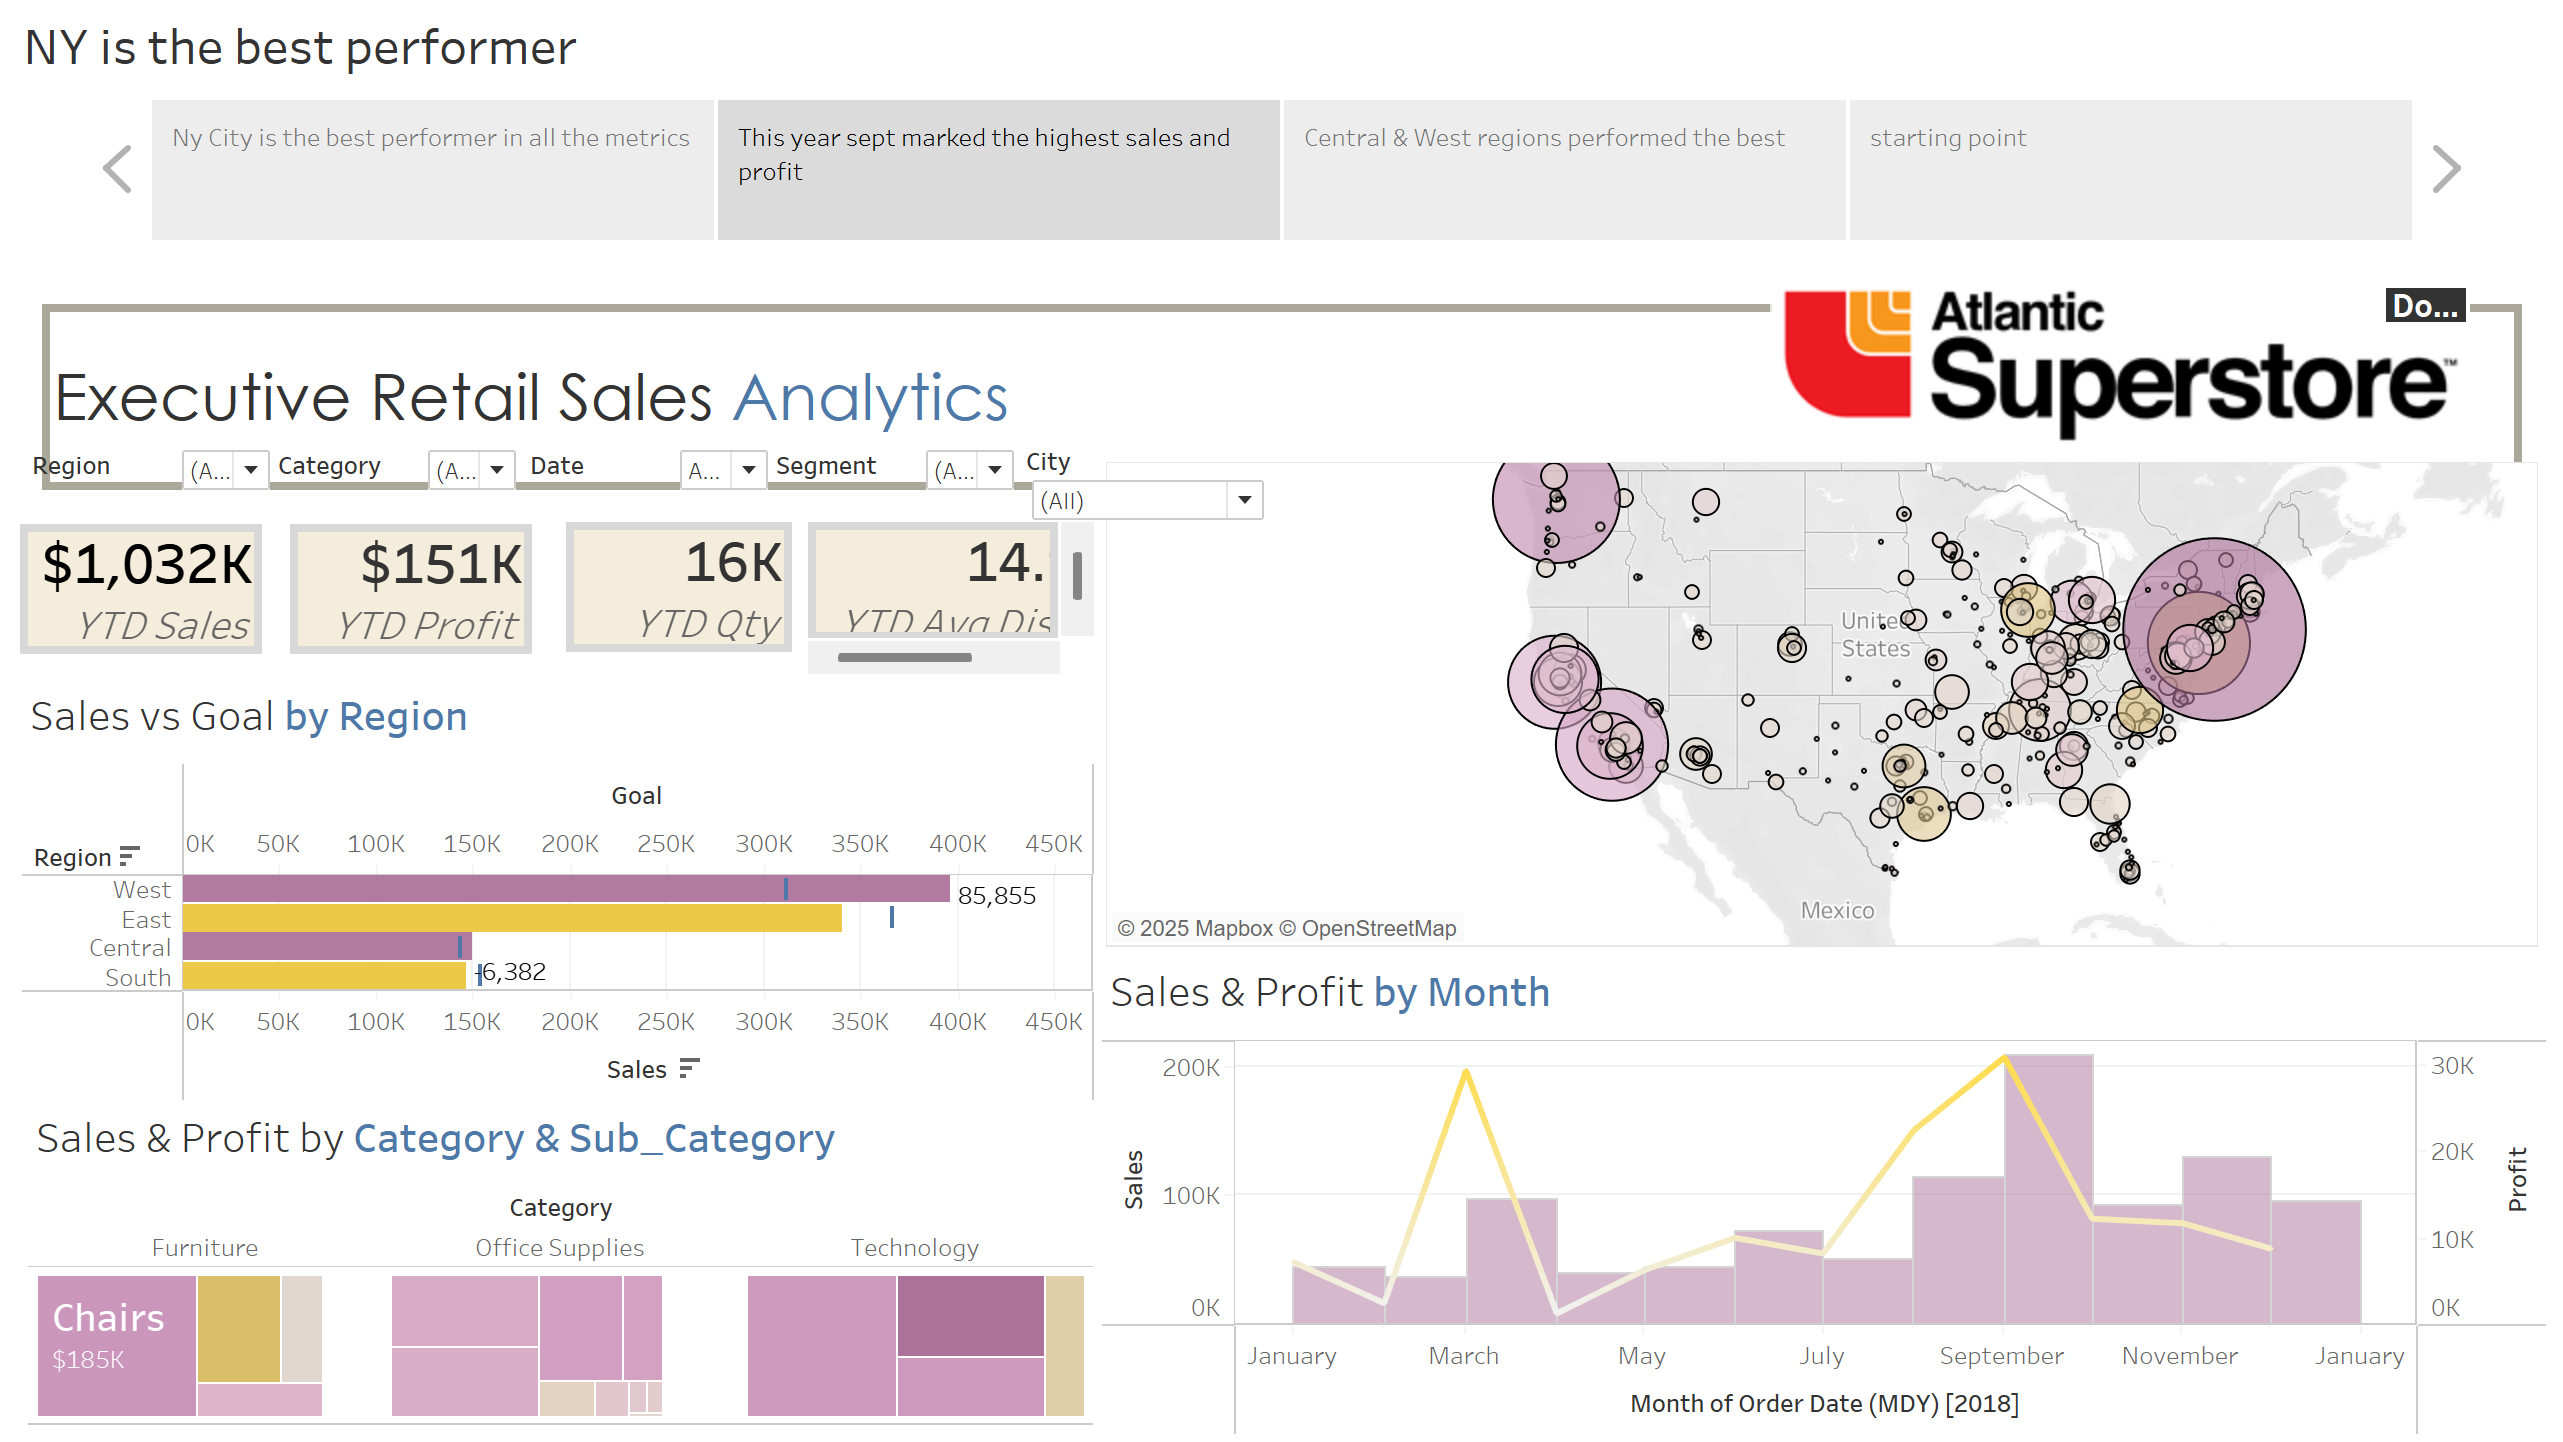 NY is the best performer
Ny City is the best performer in all the metrics
This year sept marked the highest sales and
profit
Central & West regions performed the best
starting point
Atlantic
Superstore™
Do...
Executive Retail Sales Analytics
Region
(A...
Category
(A...
Date
A...
Segment
(A...
City
(All)
$1,032K
YTD Sales
$151K
YTD Profit
16K
YTD Qty
14.
YTD Avg Dis
United
States
Mexico
© 2025 Mapbox © OpenStreetMap
Sales vs Goal by Region
Goal
0K 50K 100K 150K 200K 250K 300K 350K 400K 450K
Region
West
85,855
East
Central
South
-6,382
0K 50K 100K 150K 200K 250K 300K 350K 400K 450K
Sales
Sales & Profit by Month
200K
100K
0K
Sales
30K
20K
10K
0K
Profit
January March May July September November January
Month of Order Date (MDY) [2018]
Sales & Profit by Category & Sub_Category
Category
Furniture
Office Supplies
Technology
Chairs
$185K